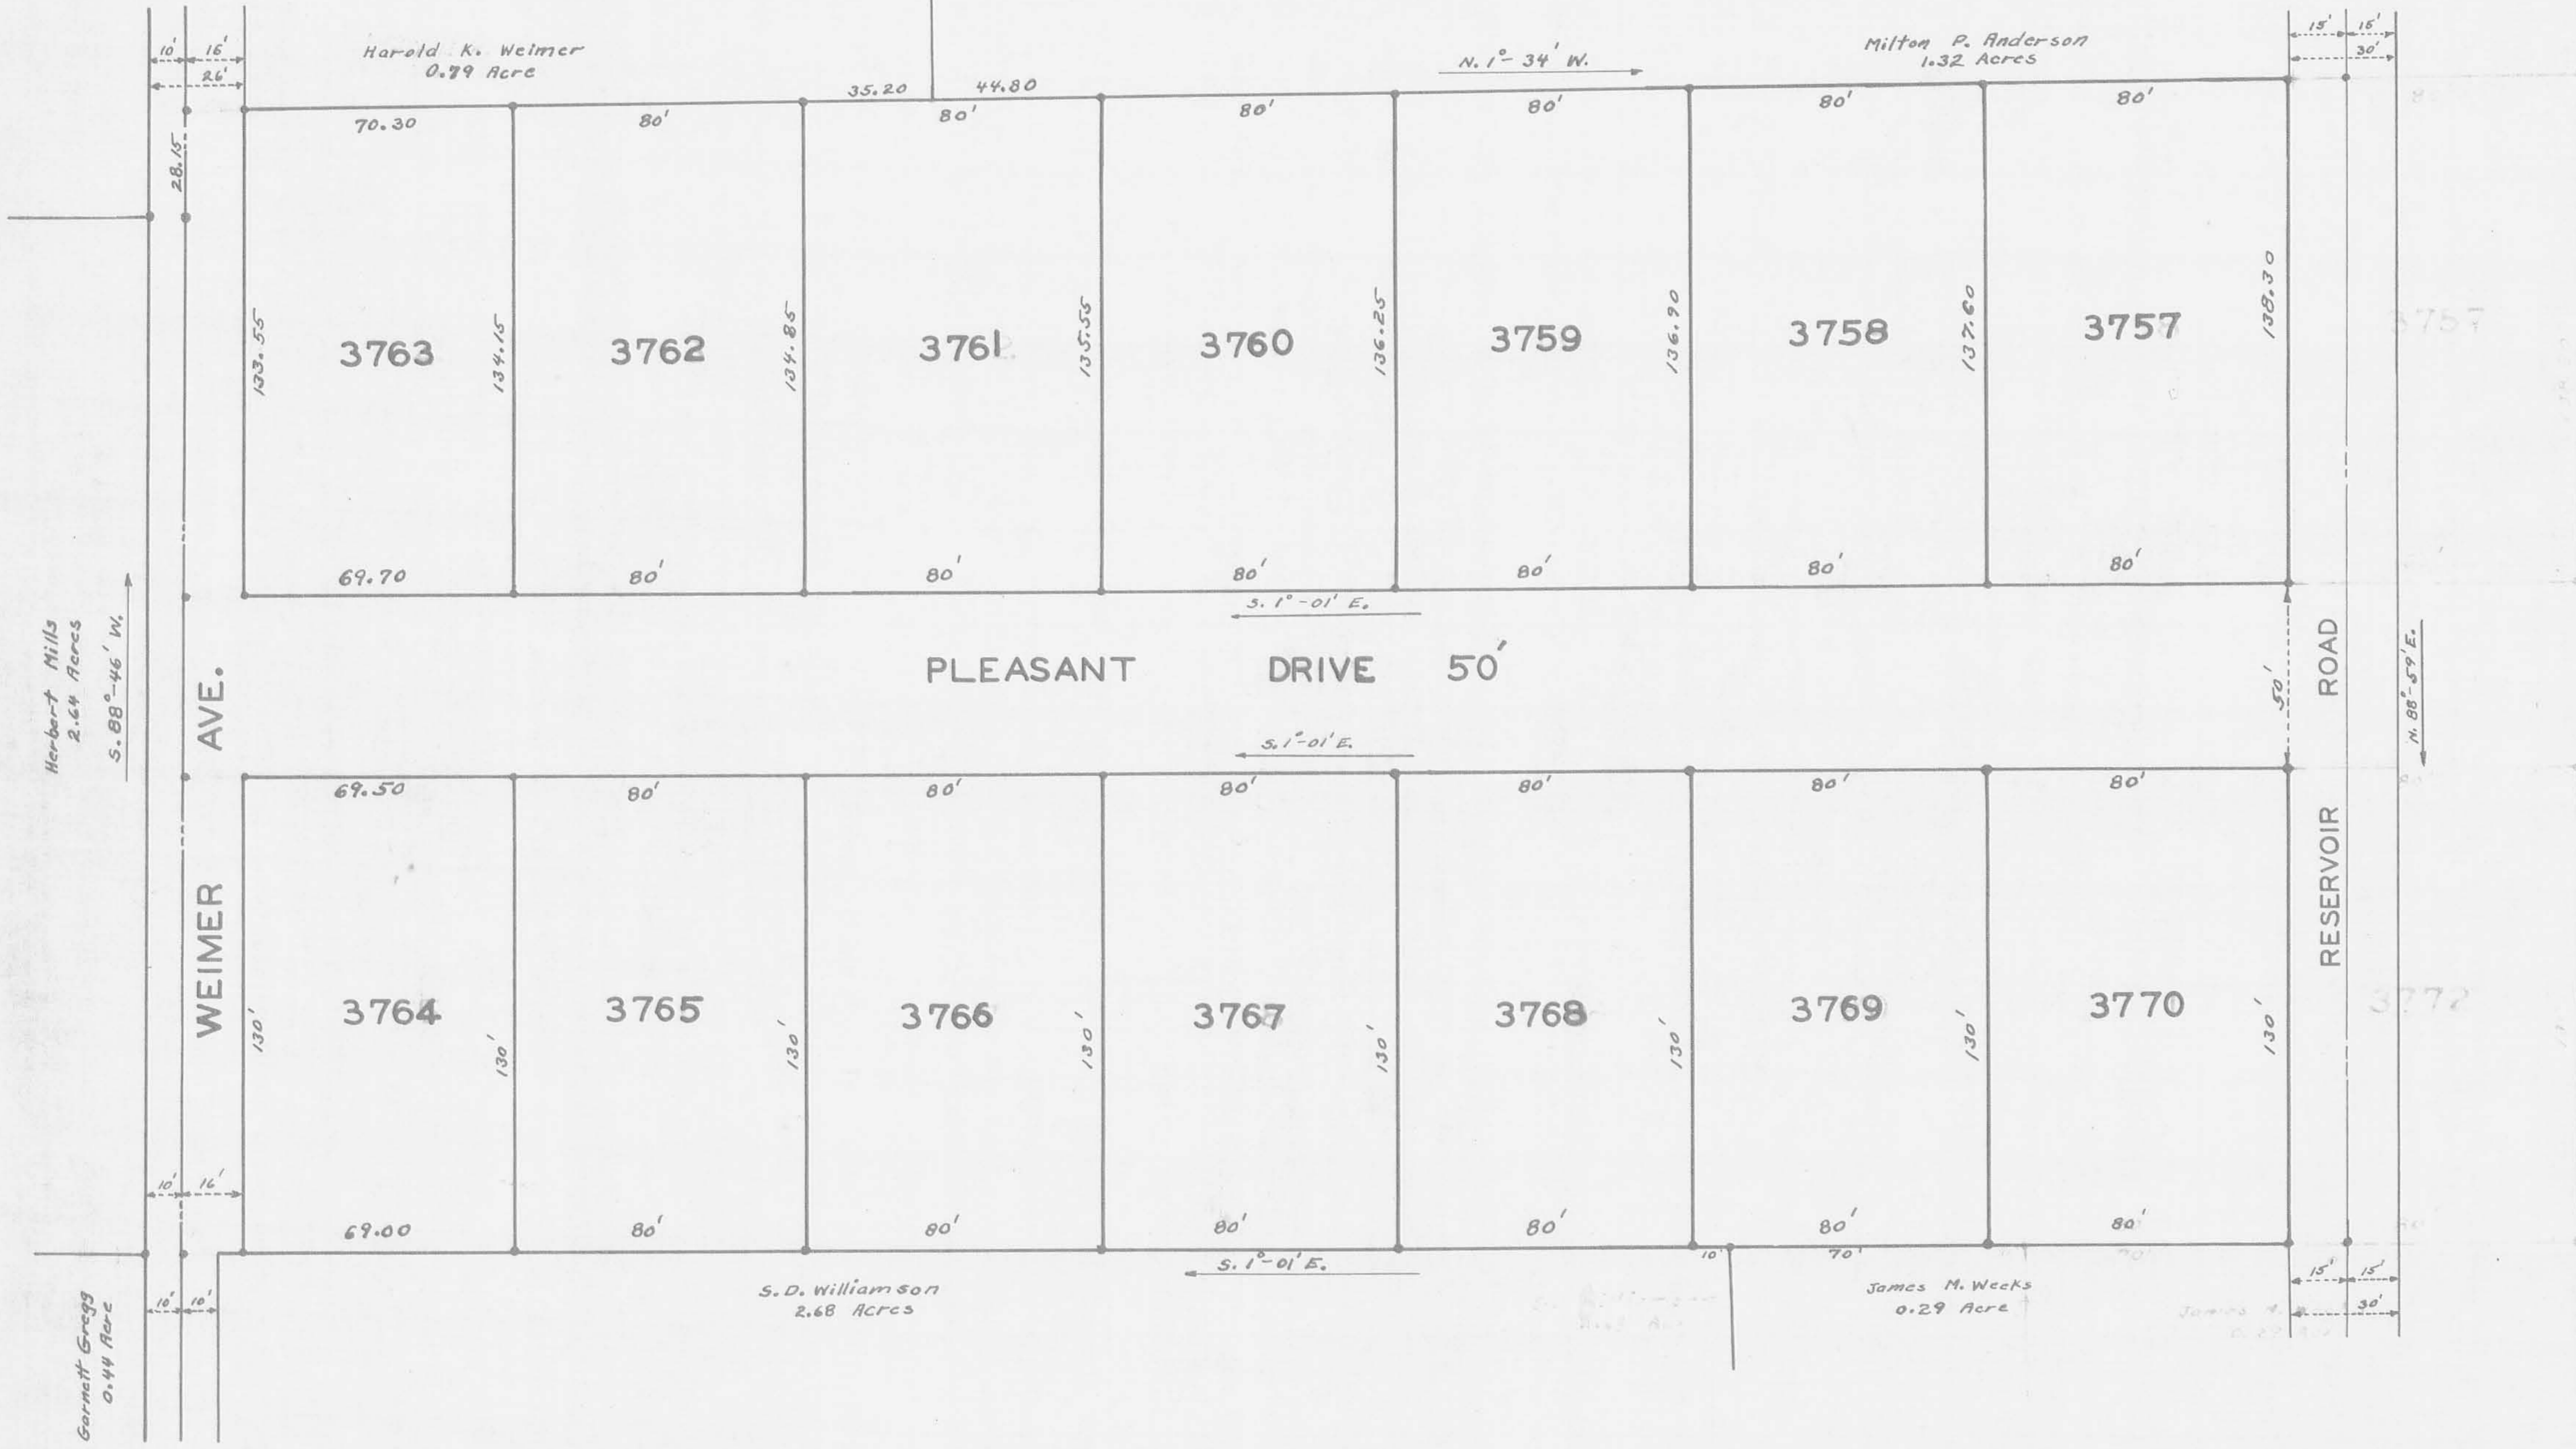 10' 16'
26'
Harold K. Weimer
0.79 Acre
35.20 44.80
N. 1°-34' W.
Milton P. Anderson
1.32 Acres
15' 15'
30'
28.15
70.30 80' 80' 80' 80' 80' 80'
133.55 3763 134.15 3762 134.85 3761 135.55 3760 136.25 3759 136.90 3758 137.60 3757 138.30
3757
69.70 80' 80' 80' 80' 80' 80'
S. 1°-01' E.
Herbert Mills
2.64 Acres
S. 88°-46' W.
WEIMER AVE.
PLEASANT DRIVE 50'
50'
RESERVOIR ROAD
N. 88°-59' E.
S. 1°-01' E.
69.50 80' 80' 80' 80' 80' 80'
130' 3764 130' 3765 130' 3766 130' 3767 130' 3768 130' 3769 130' 3770 130'
3772
10' 16'
69.00 80' 80' 80' 80' 80' 80'
10' 70'
S. 1°-01' E.
S. D. Williamson
2.68 Acres
James M. Weeks
0.29 Acre
15' 15'
30'
10' 10'
Garnett Gregg
0.44 Acre